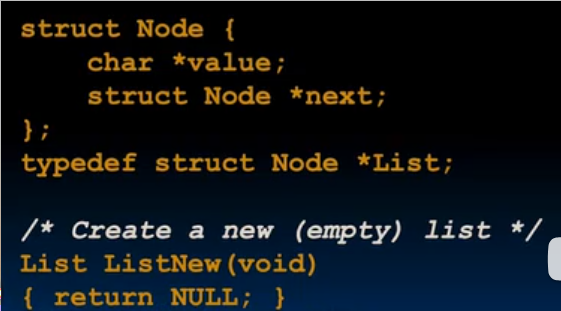 struct Node {
    char *value;
    struct Node *next;
};
typedef struct Node *List;

/* Create a new (empty) list */
List ListNew(void)
{ return NULL; }